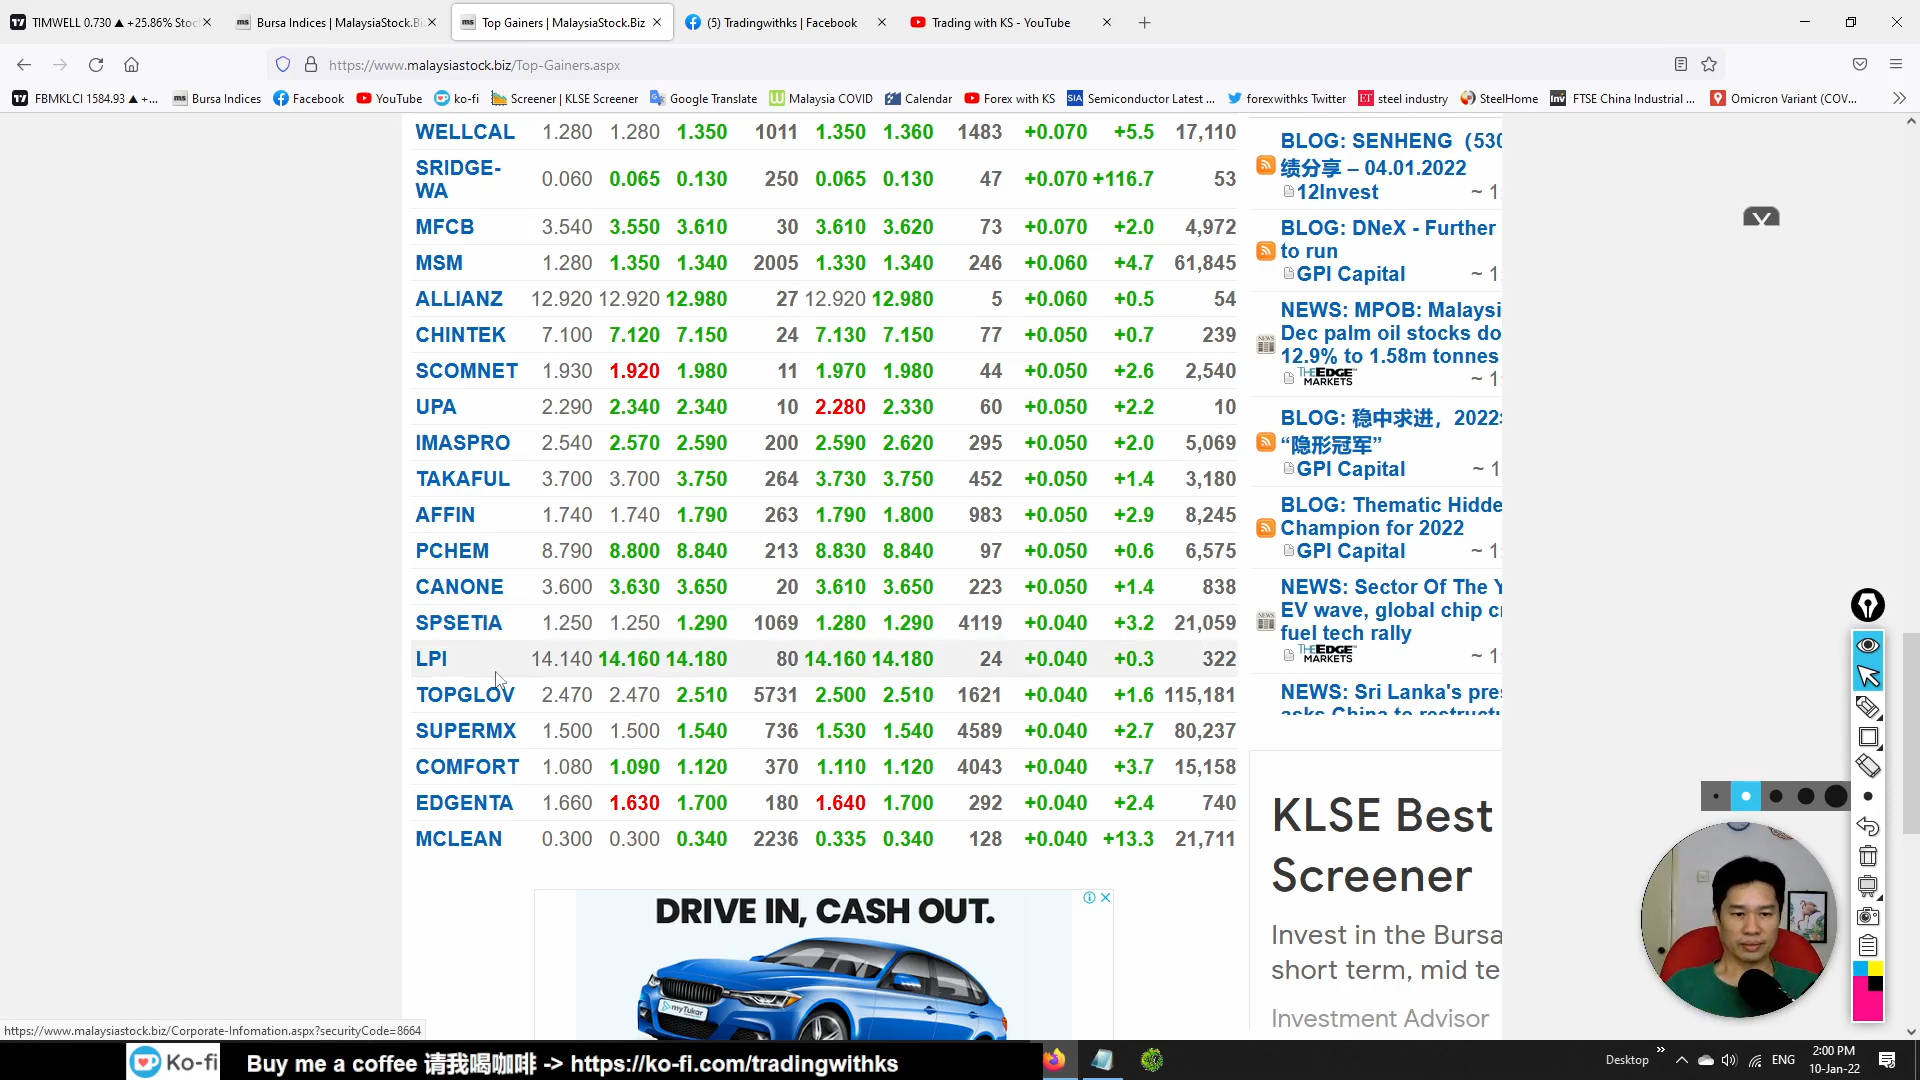 TIMWELL 0.730 ▲ +25.86% Stoc
ms Bursa Indices | MalaysiaStock.Bi
ms Top Gainers | MalaysiaStock.Biz
(5) Tradingwithks | Facebook
Trading with KS - YouTube
https://www.malaysiastock.biz/Top-Gainers.aspx
FBMKLCI 1584.93 ▲ +...
ms Bursa Indices
Facebook
YouTube
ko-fi
Screener | KLSE Screener
Google Translate
Malaysia COVID
Calendar
Forex with KS
SIA Semiconductor Latest ...
forexwithks Twitter
ET steel industry
SteelHome
Inv FTSE China Industrial ...
Omicron Variant (COV...
WELLCAL 1.280 1.280 1.350 1011 1.350 1.360 1483 +0.070 +5.5 17,110
SRIDGE-
WA 0.060 0.065 0.130 250 0.065 0.130 47 +0.070 +116.7 53
MFCB 3.540 3.550 3.610 30 3.610 3.620 73 +0.070 +2.0 4,972
MSM 1.280 1.350 1.340 2005 1.330 1.340 246 +0.060 +4.7 61,845
ALLIANZ 12.920 12.920 12.980 27 12.920 12.980 5 +0.060 +0.5 54
CHINTEK 7.100 7.120 7.150 24 7.130 7.150 77 +0.050 +0.7 239
SCOMNET 1.930 1.920 1.980 11 1.970 1.980 44 +0.050 +2.6 2,540
UPA 2.290 2.340 2.340 10 2.280 2.330 60 +0.050 +2.2 10
IMASPRO 2.540 2.570 2.590 200 2.590 2.620 295 +0.050 +2.0 5,069
TAKAFUL 3.700 3.700 3.750 264 3.730 3.750 452 +0.050 +1.4 3,180
AFFIN 1.740 1.740 1.790 263 1.790 1.800 983 +0.050 +2.9 8,245
PCHEM 8.790 8.800 8.840 213 8.830 8.840 97 +0.050 +0.6 6,575
CANONE 3.600 3.630 3.650 20 3.610 3.650 223 +0.050 +1.4 838
SPSETIA 1.250 1.250 1.290 1069 1.280 1.290 4119 +0.040 +3.2 21,059
LPI 14.140 14.160 14.180 80 14.160 14.180 24 +0.040 +0.3 322
TOPGLOV 2.470 2.470 2.510 5731 2.500 2.510 1621 +0.040 +1.6 115,181
SUPERMX 1.500 1.500 1.540 736 1.530 1.540 4589 +0.040 +2.7 80,237
COMFORT 1.080 1.090 1.120 370 1.110 1.120 4043 +0.040 +3.7 15,158
EDGENTA 1.660 1.630 1.700 180 1.640 1.700 292 +0.040 +2.4 740
MCLEAN 0.300 0.300 0.340 2236 0.335 0.340 128 +0.040 +13.3 21,711
BLOG: SENHENG（530
绩分享 – 04.01.2022
12Invest ~ 1
BLOG: DNeX - Further
to run
GPI Capital ~ 1
NEWS: MPOB: Malaysi
Dec palm oil stocks do
12.9% to 1.58m tonnes
THEEDGE MARKETS ~ 1
BLOG: 稳中求进，2022
“隐形冠军”
GPI Capital ~ 1
BLOG: Thematic Hidde
Champion for 2022
GPI Capital ~ 1
NEWS: Sector Of The Y
EV wave, global chip c
fuel tech rally
THEEDGE MARKETS ~ 1
NEWS: Sri Lanka's pres
asks China to restructu
KLSE Best
Screener
Invest in the Bursa
short term, mid te
Investment Advisor
DRIVE IN, CASH OUT.
myTukar
https://www.malaysiastock.biz/Corporate-Infomation.aspx?securityCode=8664
Ko-fi Buy me a coffee 请我喝咖啡 -> https://ko-fi.com/tradingwithks
Desktop
ENG
2:00 PM
10-Jan-22